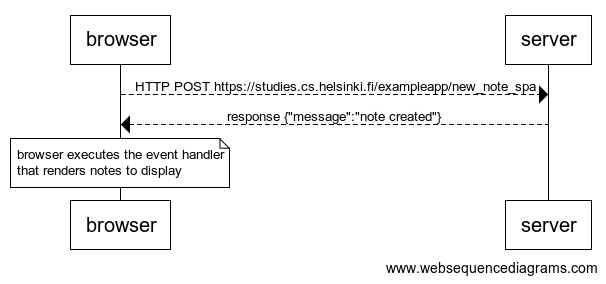 browser
server
HTTP POST https://studies.cs.helsinki.fi/exampleapp/new_note_spa
response {"message":"note created"}
browser executes the event handler
that renders notes to display
browser
server
www.websequencediagrams.com